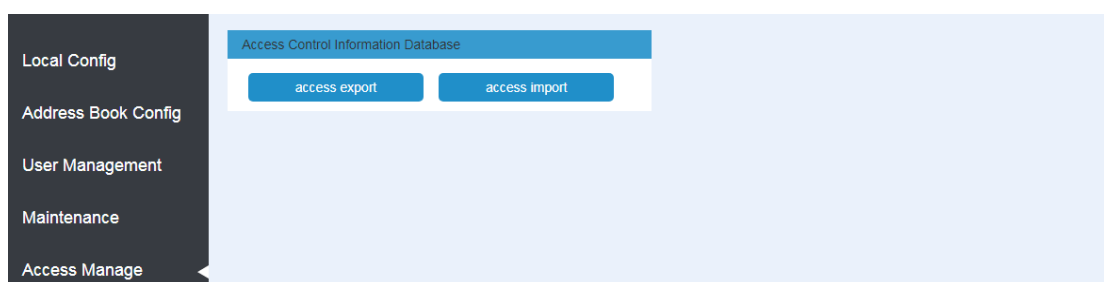 Local Config
Address Book Config
User Management
Maintenance
Access Manage
Access Control Information Database
access export access import